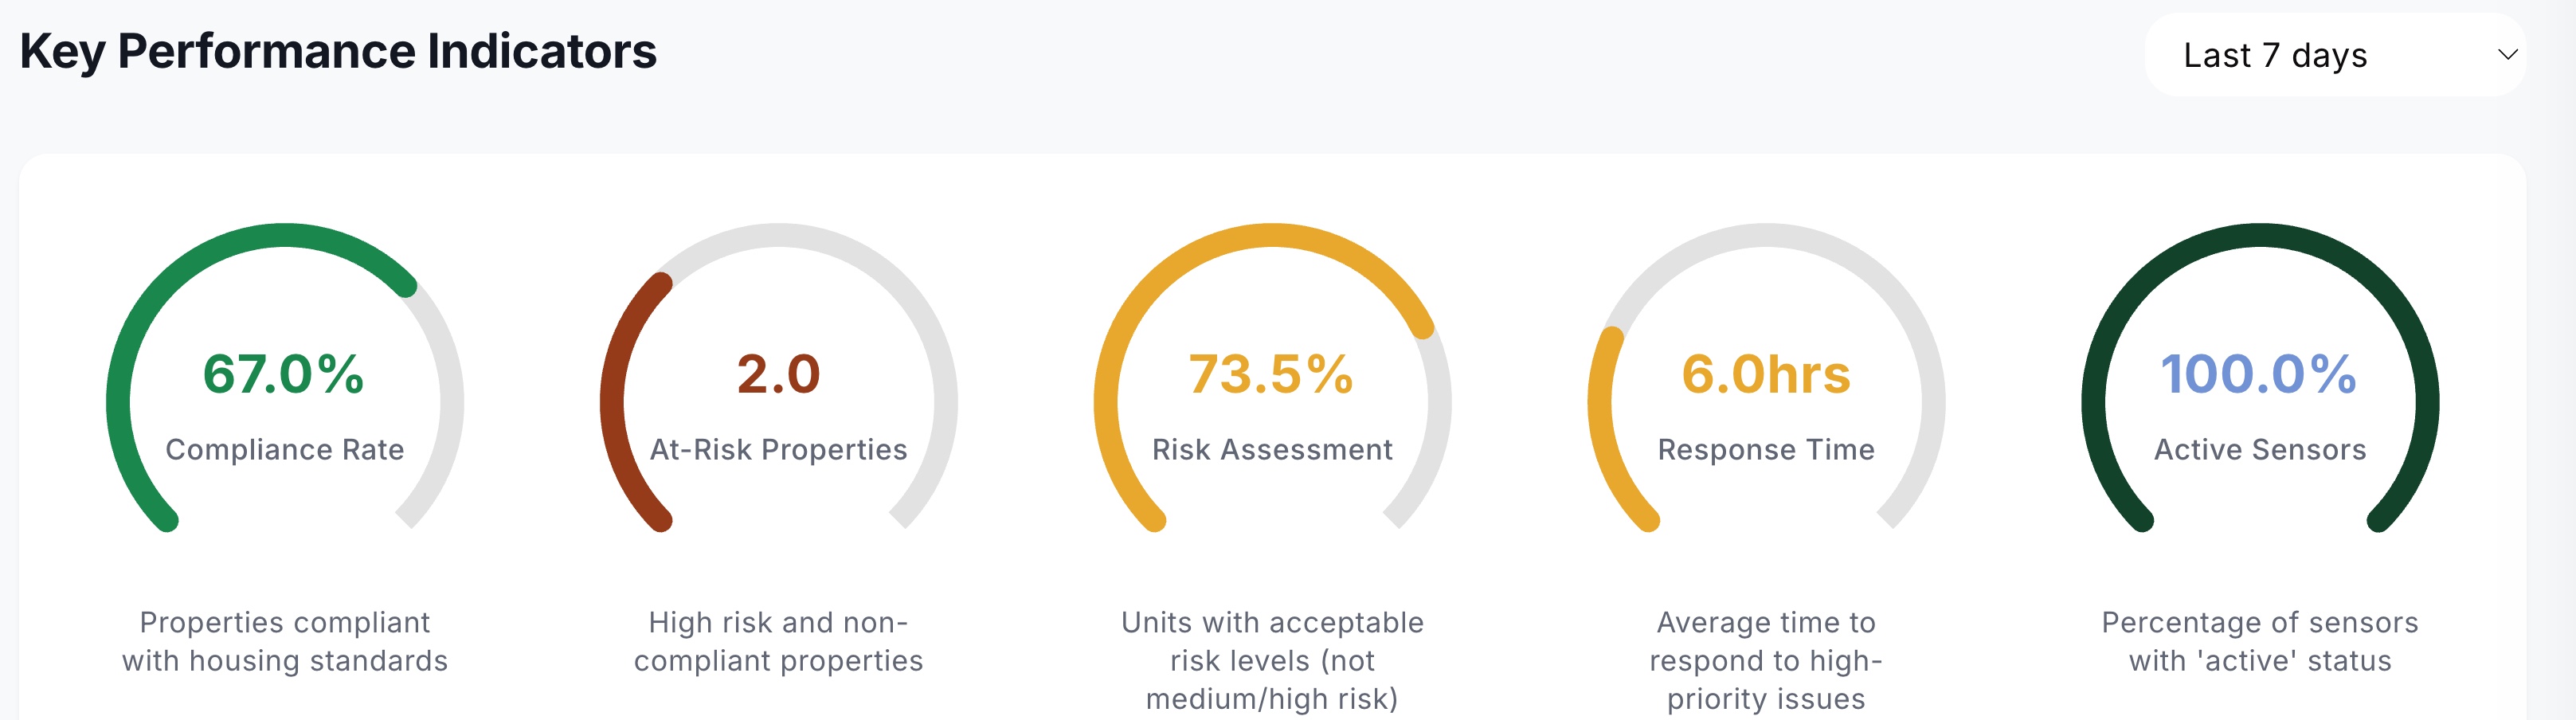 Key Performance Indicators
Last 7 days
67.0%
Compliance Rate
Properties compliant
with housing standards
2.0
At-Risk Properties
High risk and non-
compliant properties
73.5%
Risk Assessment
Units with acceptable
risk levels (not
medium/high risk)
6.0hrs
Response Time
Average time to
respond to high-
priority issues
100.0%
Active Sensors
Percentage of sensors
with 'active' status